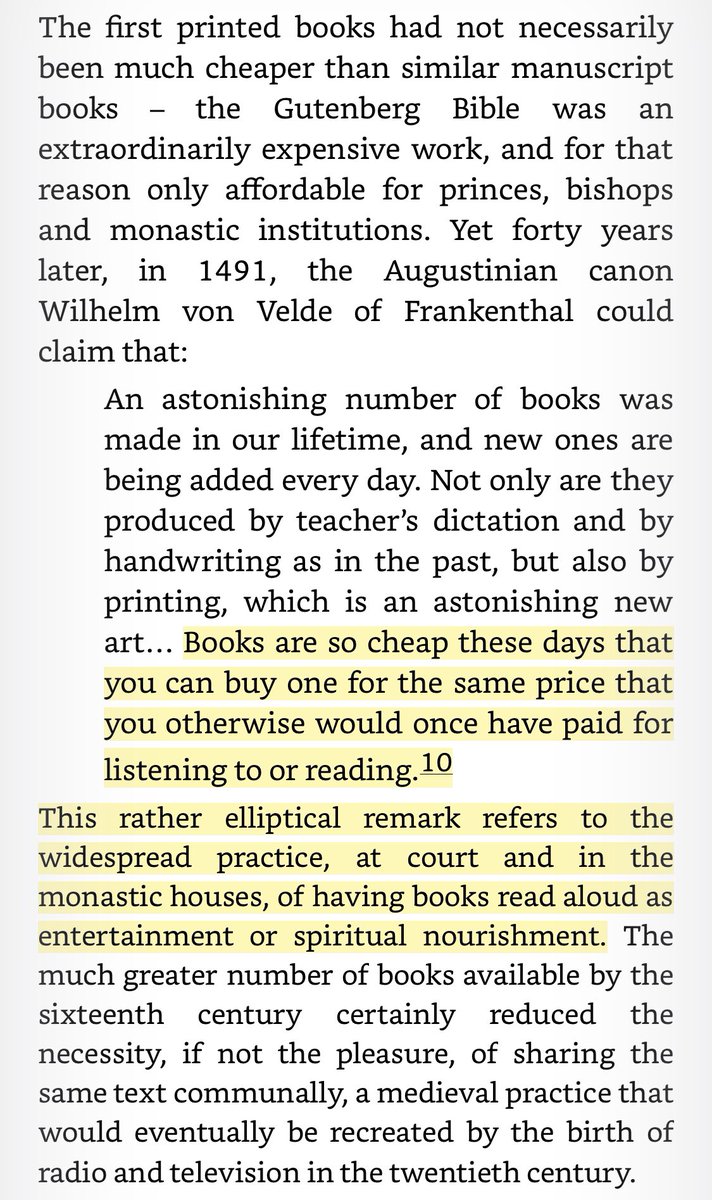 The first printed books had not necessarily
been much cheaper than similar manuscript
books – the Gutenberg Bible was an
extraordinarily expensive work, and for that
reason only affordable for princes, bishops
and monastic institutions. Yet forty years
later, in 1491, the Augustinian canon
Wilhelm von Velde of Frankenthal could
claim that:
An astonishing number of books was
made in our lifetime, and new ones are
being added every day. Not only are they
produced by teacher’s dictation and by
handwriting as in the past, but also by
printing, which is an astonishing new
art… Books are so cheap these days that
you can buy one for the same price that
you otherwise would once have paid for
listening to or reading.10
This rather elliptical remark refers to the
widespread practice, at court and in the
monastic houses, of having books read aloud as
entertainment or spiritual nourishment. The
much greater number of books available by the
sixteenth century certainly reduced the
necessity, if not the pleasure, of sharing the
same text communally, a medieval practice that
would eventually be recreated by the birth of
radio and television in the twentieth century.